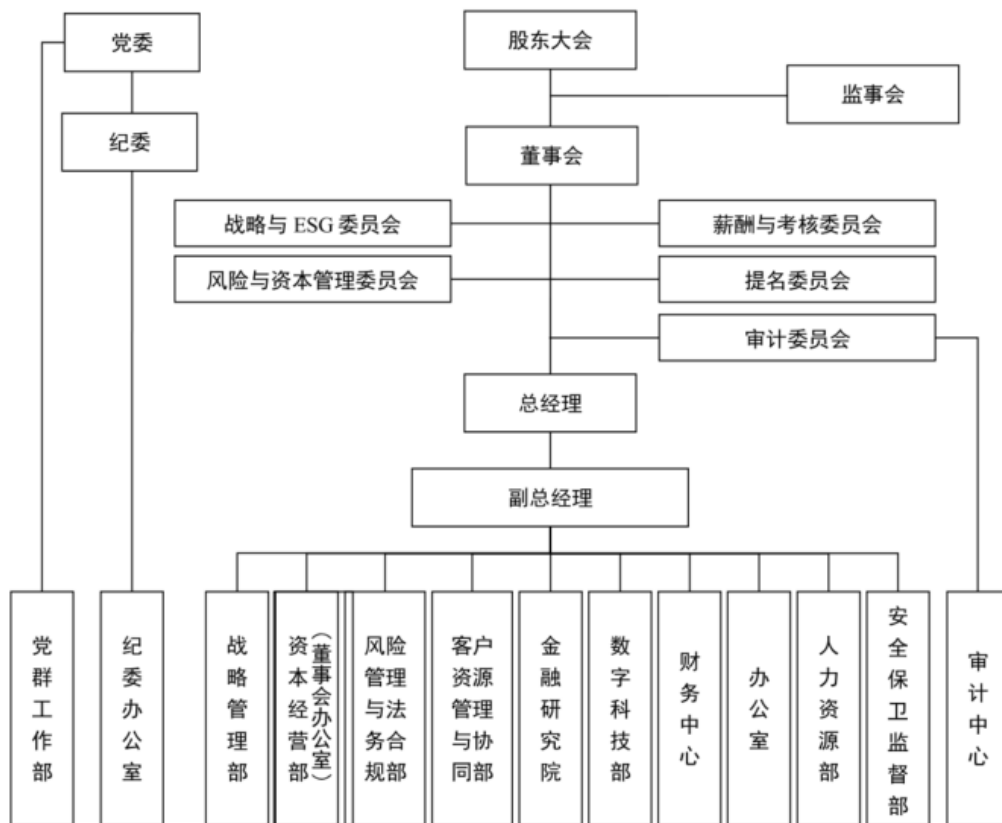 党委
股东大会
监事会
纪委
董事会
战略与 ESG 委员会
薪酬与考核委员会
风险与资本管理委员会
提名委员会
审计委员会
总经理
副总经理
党群工作部
纪委办公室
战略管理部
资本经营部
（董事会办公室）
风险
管理
与法
务合
规部
客户
资源
管理
与协
同部
金融研究院
数字科技部
财务中心
办公室
人力资源部
安全保卫监督部
审计中心